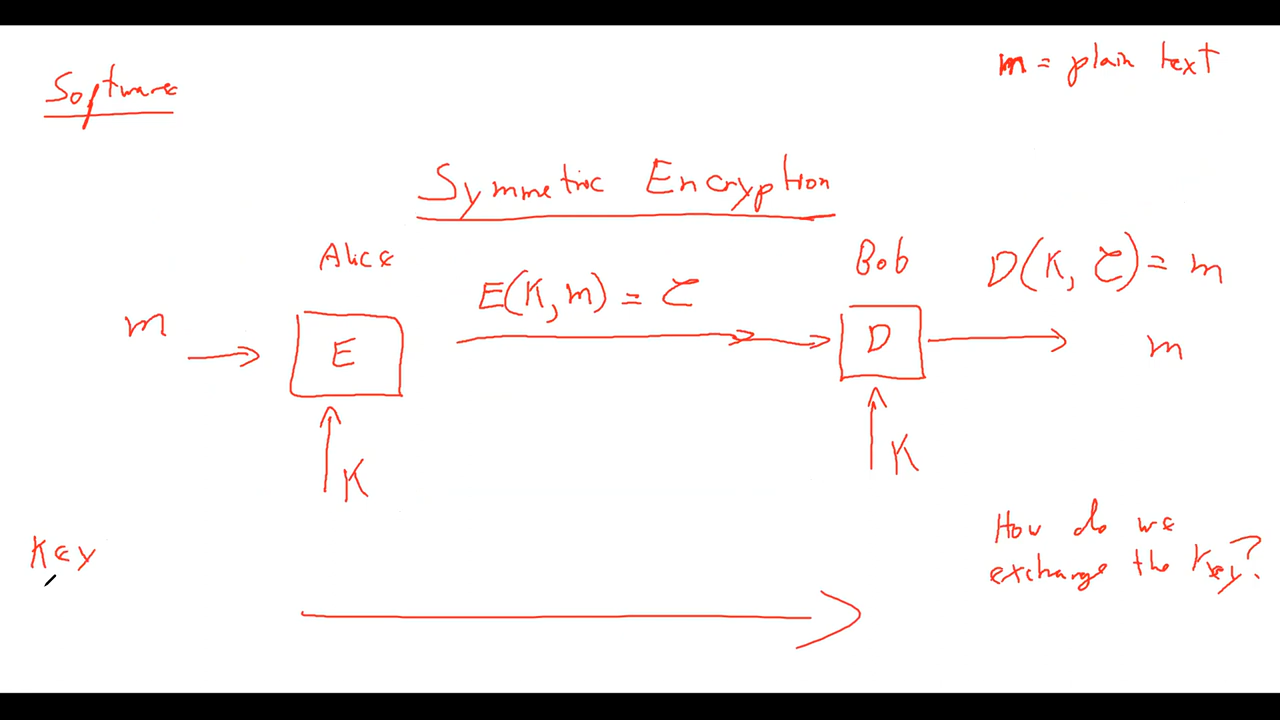 Software
m = plain text
Symmetric Encryption
Alice
Bob
D(K, C) = m
E(K, m) = C
m
E
D
m
K
K
Key
How do we
exchange the key?